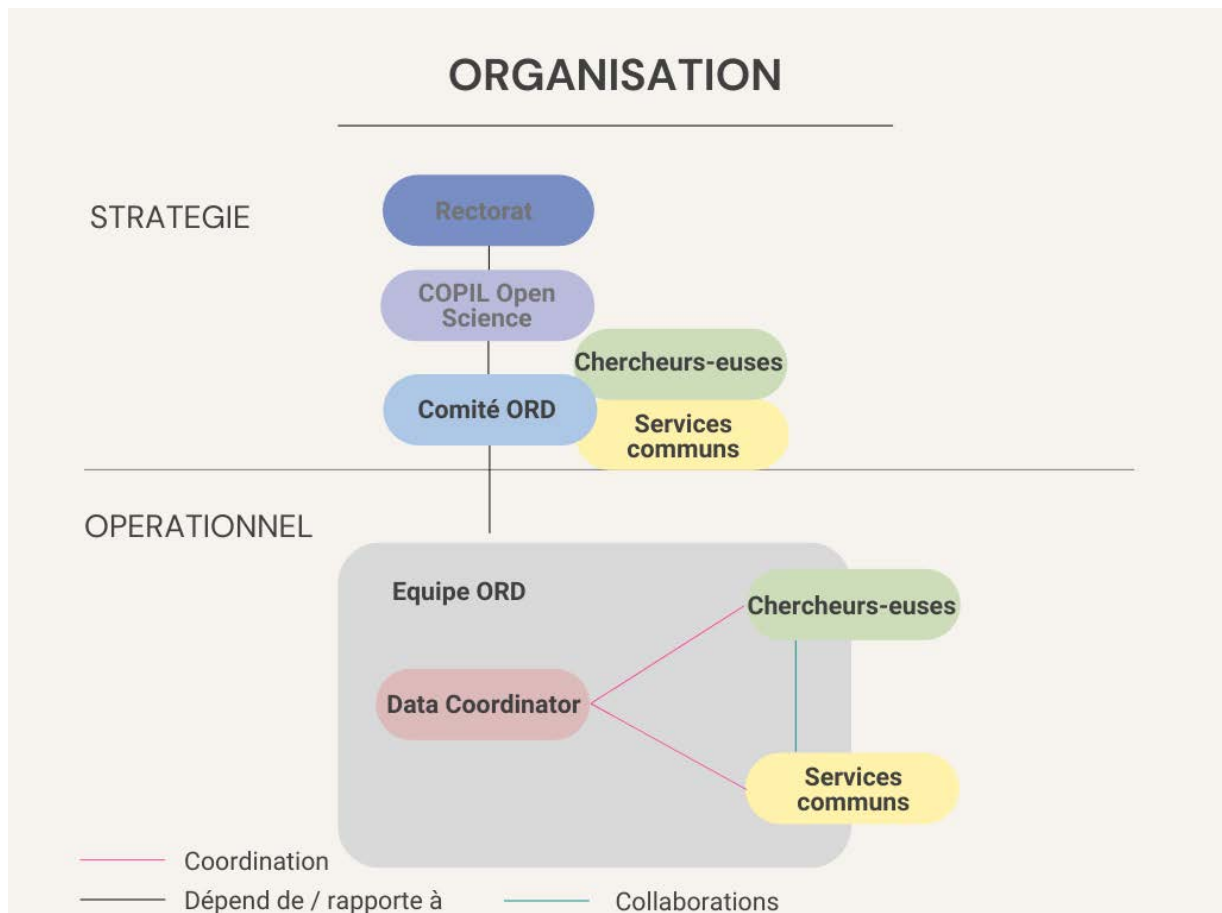 ORGANISATION
STRATEGIE
Rectorat
COPIL Open
Science
Chercheurs-euses
Comité ORD
Services
communs
OPERATIONNEL
Equipe ORD
Chercheurs-euses
Data Coordinator
Services
communs
Coordination
Dépend de / rapporte à
Collaborations